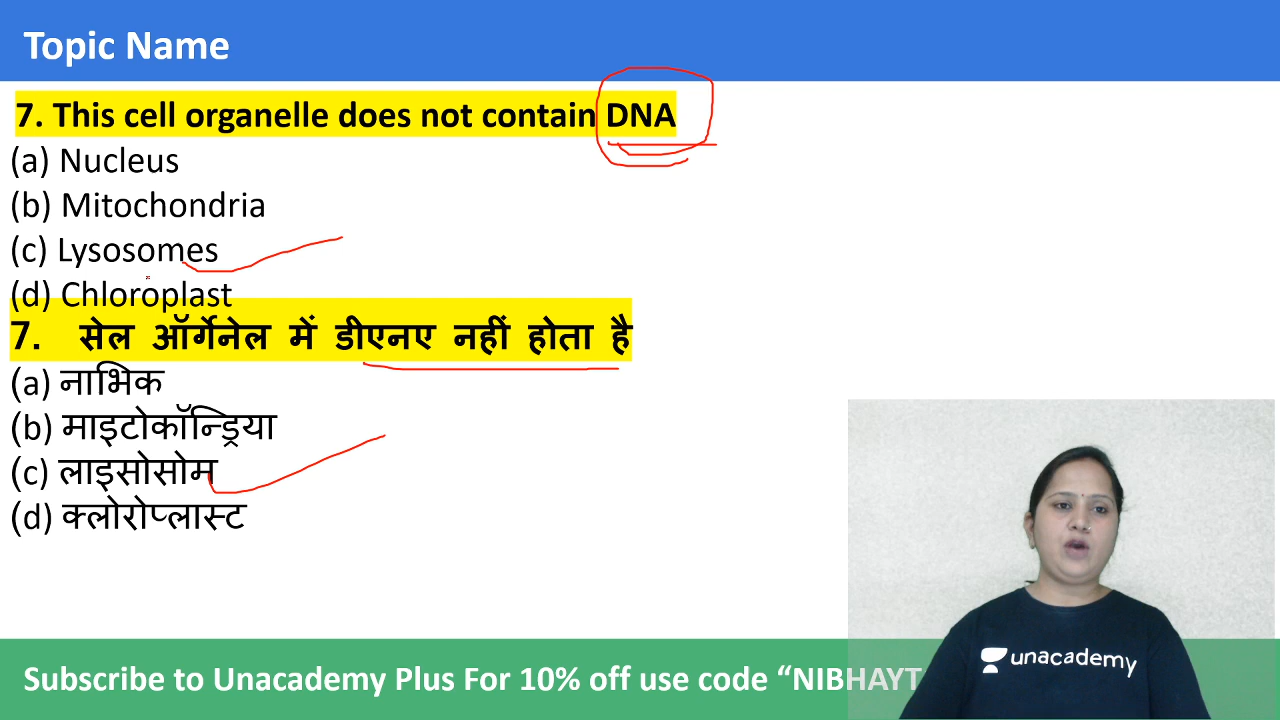 Topic Name
7. This cell organelle does not contain DNA
(a) Nucleus
(b) Mitochondria
(c) Lysosomes
(d) Chloroplast
7. सेल ऑर्गेनेल में डीएनए नहीं होता है
(a) नाभिक
(b) माइटोकॉन्ड्रिया
(c) लाइसोसोम
(d) क्लोरोप्लास्ट
unacademy
Subscribe to Unacademy Plus For 10% off use code “NIBHAYT